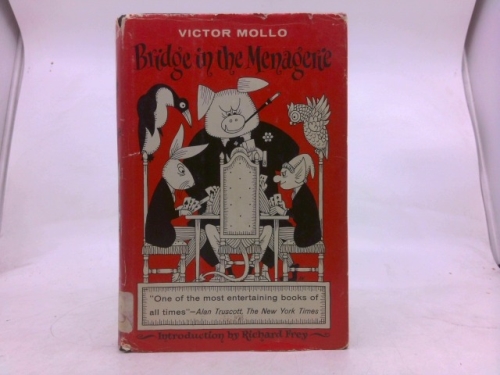 VICTOR MOLLO
Bridge in the Menagerie
"One of the most entertaining books of
all times"—Alan Truscott, The New York Times
Introduction by Richard Frey